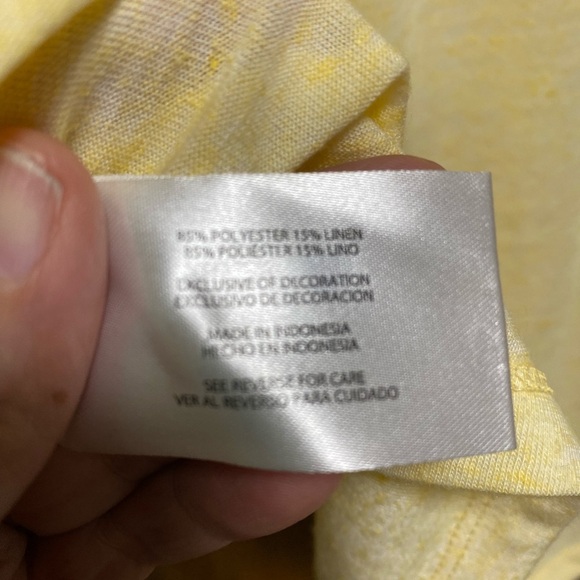 85% POLYESTER 15% LINEN
85% POLIÉSTER 15% LINO
EXCLUSIVE OF DECORATION
EXCLUSIVO DE DECORACION
MADE IN INDONESIA
HECHO EN INDONESIA
SEE REVERSE FOR CARE
VER AL REVERSO PARA CUIDADO